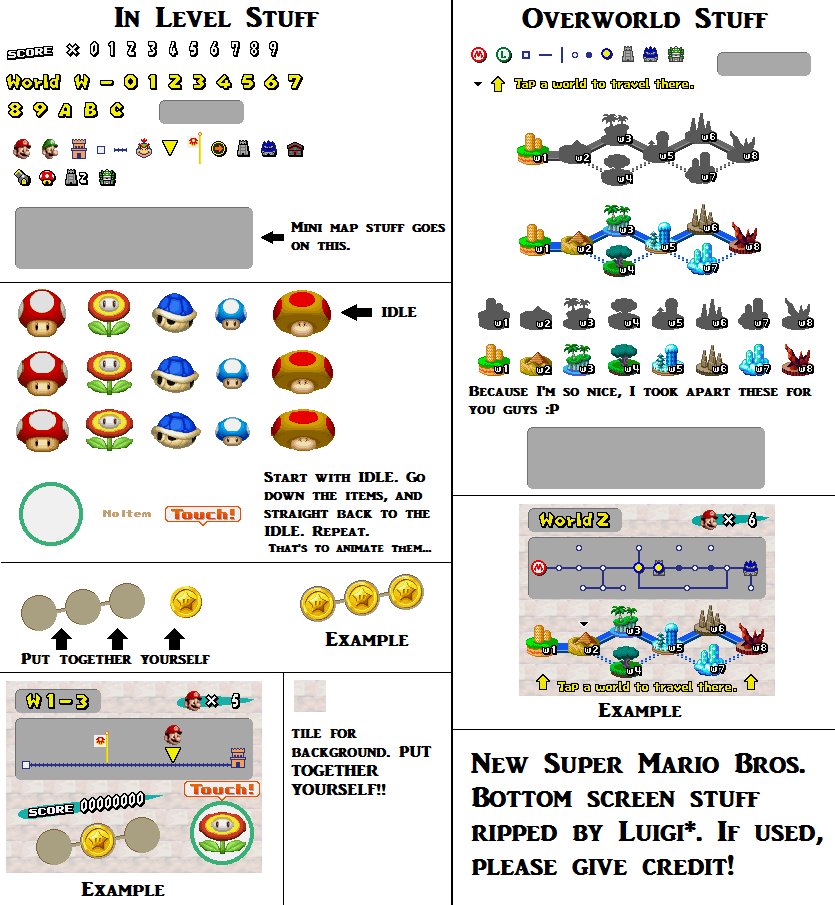 In Level Stuff
SCORE × 0 1 2 3 4 5 6 7 8 9
World W - 0 1 2 3 4 5 6 7
8 9 A B C
2
Mini map stuff goes
on this.
IDLE
No Item
Touch!
Start with IDLE. Go
down the items, and
straight back to the
IDLE. Repeat.
That's to animate them...
Put together yourself
Example
W 1-3
× 5
Touch!
SCORE 00000000
Example
tile for
background. PUT
TOGETHER
YOURSELF!!
Overworld Stuff
M L
Tap a world to travel there.
W1 W2 W3 W4 W5 W6 W7 W8
W1 W2 W3 W4 W5 W6 W7 W8
W1 W2 W3 W4 W5 W6 W7 W8
W1 W2 W3 W4 W5 W6 W7 W8
Because I'm so nice, I took apart these for
you guys :P
World 2
× 6
M
W1 W2 W3 W4 W5 W6 W7 W8
Tap a world to travel there.
Example
New Super Mario Bros.
Bottom screen stuff
ripped by Luigi*. If used,
please give credit!